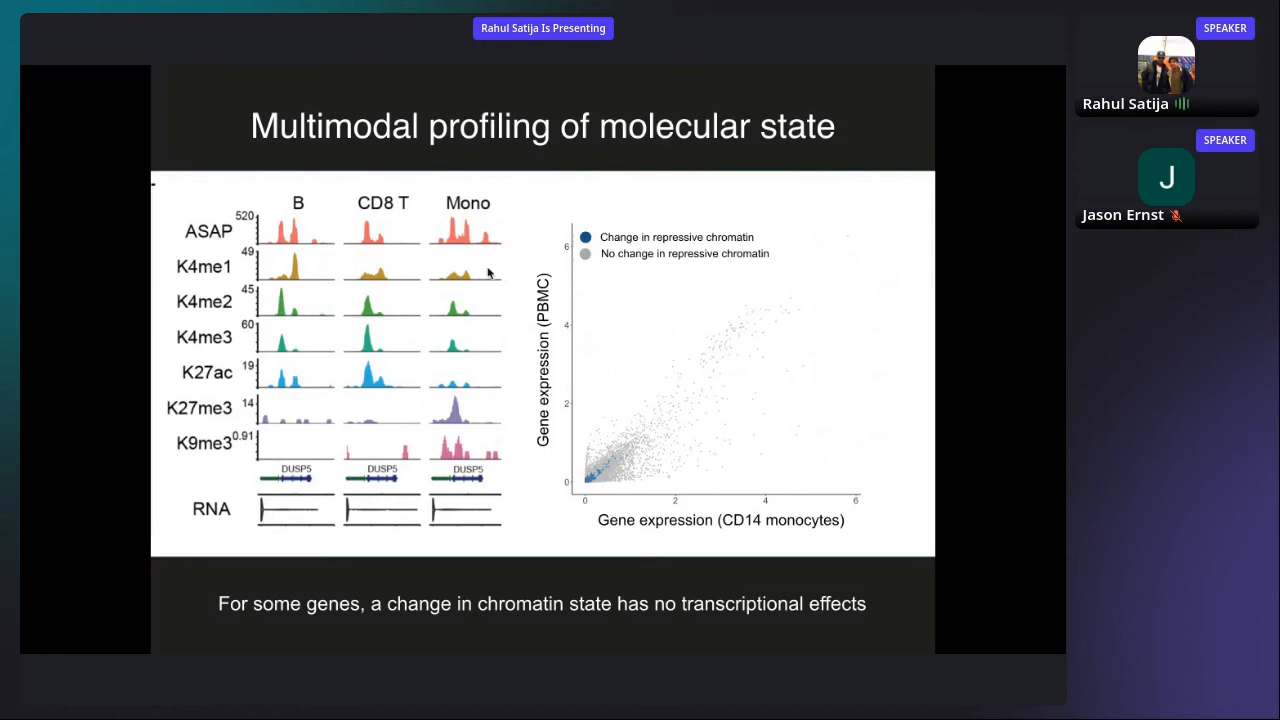 Rahul Satija Is Presenting
SPEAKER
Rahul Satija
SPEAKER
J
Jason Ernst
Multimodal profiling of molecular state
B CD8 T Mono
ASAP 520
K4me1 49
K4me2 45
K4me3 60
K27ac 19
K27me3 14
K9me3 0.91
DUSP5 DUSP5 DUSP5
RNA
Change in repressive chromatin
No change in repressive chromatin
Gene expression (PBMC)
6
4
2
0
0 2 4 6
Gene expression (CD14 monocytes)
For some genes, a change in chromatin state has no transcriptional effects